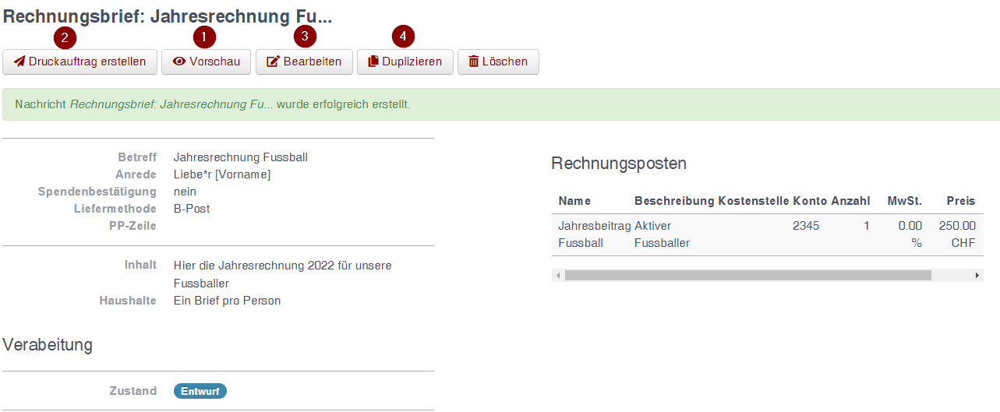 Rechnungsbrief: Jahresrechnung Fu...
2 1 3 4
Druckauftrag erstellen Vorschau Bearbeiten Duplizieren Löschen
Nachricht Rechnungsbrief: Jahresrechnung Fu... wurde erfolgreich erstellt.
Betreff Jahresrechnung Fussball
Anrede Liebe*r [Vorname]
Spendenbestätigung nein
Liefermethode B-Post
PP-Zeile
Inhalt Hier die Jahresrechnung 2022 für unsere
Fussballer
Haushalte Ein Brief pro Person
Verabeitung
Zustand Entwurf
Rechnungsposten
Name Beschreibung Kostenstelle Konto Anzahl MwSt. Preis
Jahresbeitrag Aktiver 2345 1 0.00 250.00
Fussball Fussballer % CHF